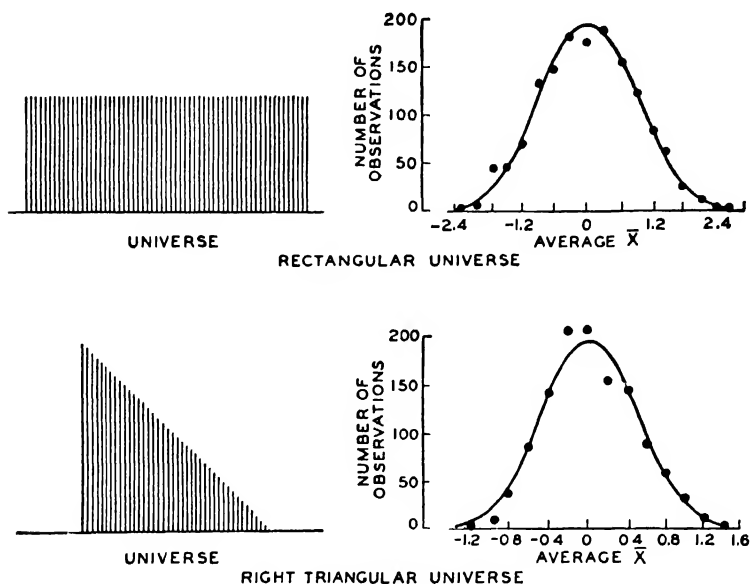 200
150
100
50
0
NUMBER OF
OBSERVATIONS
-2.4
-1.2
0
1.2
2.4
AVERAGE X̅
UNIVERSE
RECTANGULAR UNIVERSE
200
150
100
50
0
NUMBER OF
OBSERVATIONS
-1.2 -0.8 -0.4 0 0.4 0.8 1.2 1.6
AVERAGE X̅
UNIVERSE
RIGHT TRIANGULAR UNIVERSE